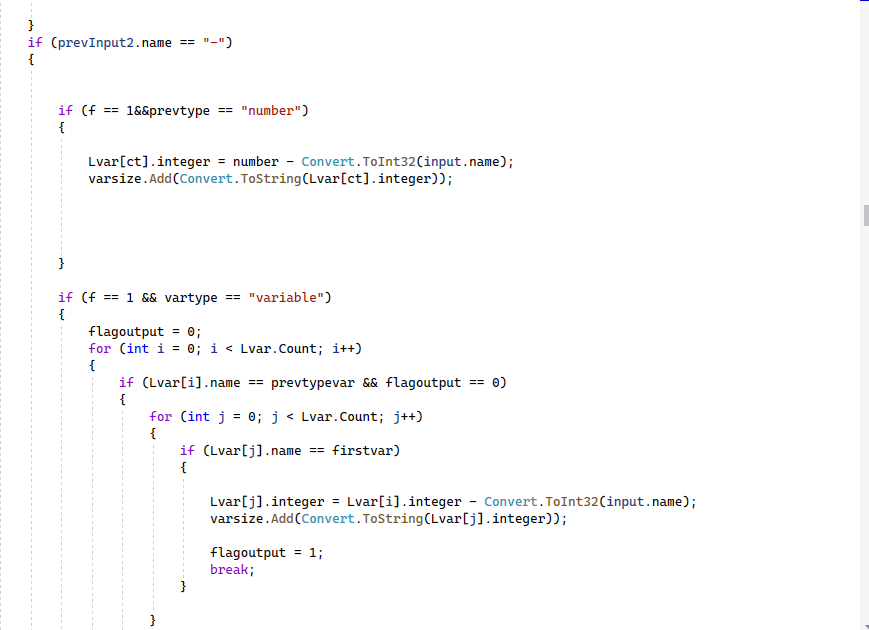 }
if (prevInput2.name == "-")
{
if (f == 1&&prevtype == "number")
{
Lvar[ct].integer = number - Convert.ToInt32(input.name);
varsize.Add(Convert.ToString(Lvar[ct].integer));
}
if (f == 1 && vartype == "variable")
{
flagoutput = 0;
for (int i = 0; i < Lvar.Count; i++)
{
if (Lvar[i].name == prevtypevar && flagoutput == 0)
{
for (int j = 0; j < Lvar.Count; j++)
{
if (Lvar[j].name == firstvar)
{
Lvar[j].integer = Lvar[i].integer - Convert.ToInt32(input.name);
varsize.Add(Convert.ToString(Lvar[j].integer));
flagoutput = 1;
break;
}
}